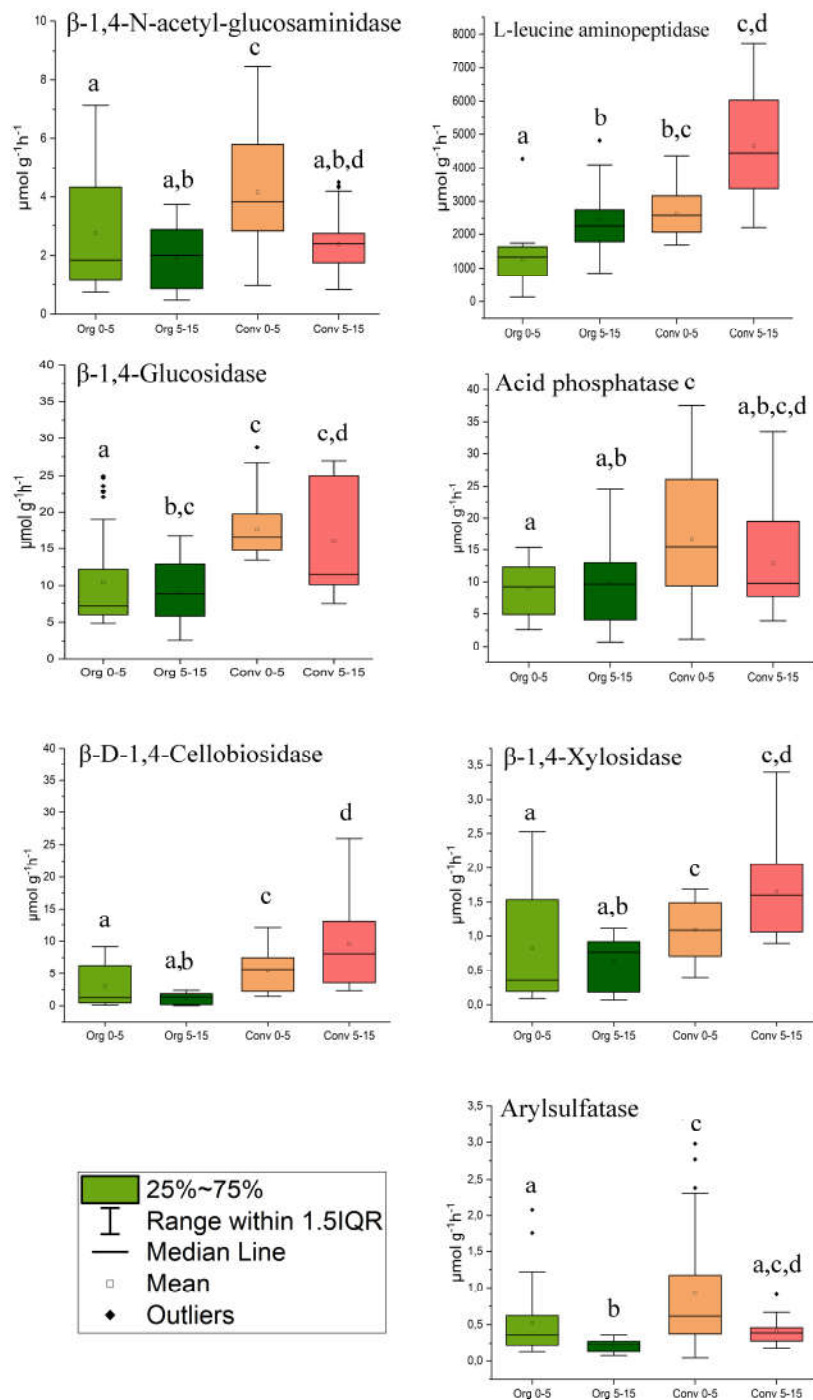 β-1,4-N-acetyl-glucosaminidase
μmol g⁻¹h⁻¹
10
8
6
4
2
0
a
a,b
c
a,b,d
Org 0-5 Org 5-15 Conv 0-5 Conv 5-15
L-leucine aminopeptidase
μmol g⁻¹h⁻¹
8000
7000
6000
5000
4000
3000
2000
1000
0
a
b
b,c
c,d
Org 0-5 Org 5-15 Conv 0-5 Conv 5-15
β-1,4-Glucosidase
μmol g⁻¹h⁻¹
40
35
30
25
20
15
10
5
0
a
b,c
c
c,d
Org 0-5 Org 5-15 Conv 0-5 Conv 5-15
Acid phosphatase
μmol g⁻¹h⁻¹
40
35
30
25
20
15
10
5
0
a
a,b
c
a,b,c,d
Org 0-5 Org 5-15 Conv 0-5 Conv 5-15
β-D-1,4-Cellobiosidase
μmol g⁻¹h⁻¹
40
35
30
25
20
15
10
5
0
a
a,b
c
d
Org 0-5 Org 5-15 Conv 0-5 Conv 5-15
β-1,4-Xylosidase
μmol g⁻¹h⁻¹
3,5
3,0
2,5
2,0
1,5
1,0
0,5
0,0
a
a,b
c
c,d
Org 0-5 Org 5-15 Conv 0-5 Conv 5-15
Arylsulfatase
μmol g⁻¹h⁻¹
3,5
3,0
2,5
2,0
1,5
1,0
0,5
0,0
a
b
c
a,c,d
Org 0-5 Org 5-15 Conv 0-5 Conv 5-15
25%~75%
Range within 1.5IQR
Median Line
Mean
Outliers